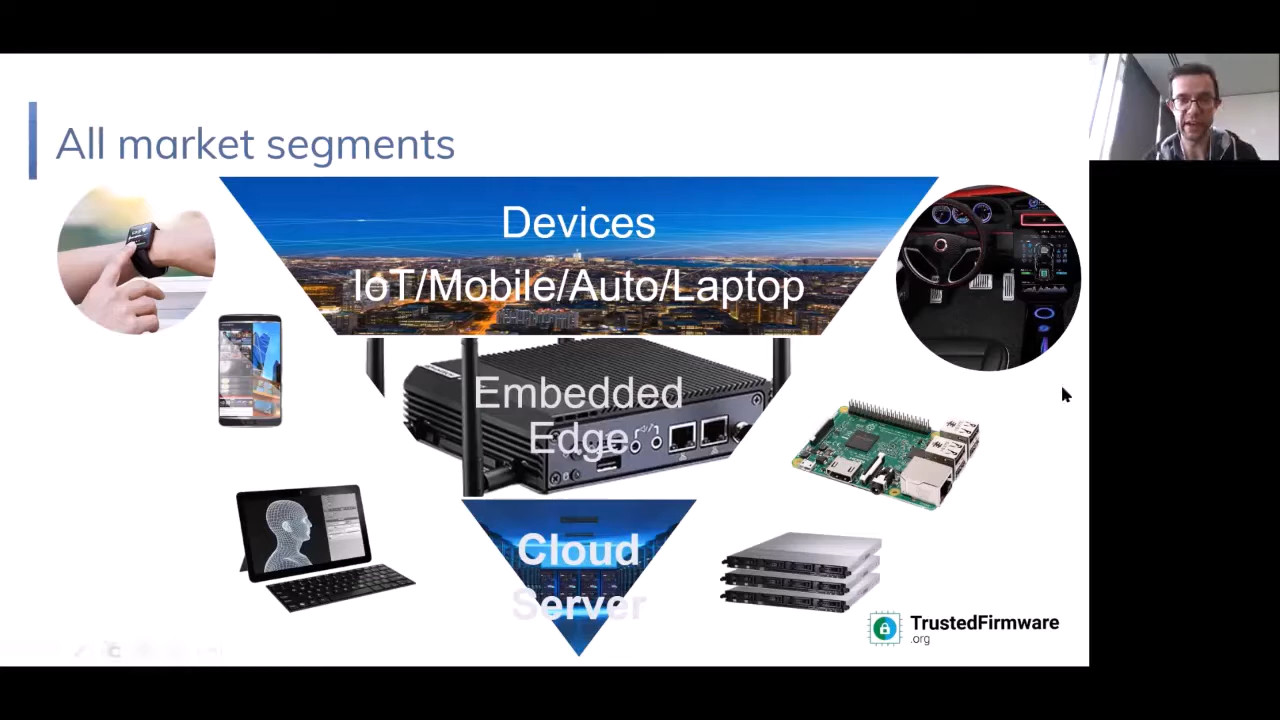 All market segments
Devices
IoT/Mobile/Auto/Laptop
Embedded
Edge
Cloud
Server
TrustedFirmware
.org